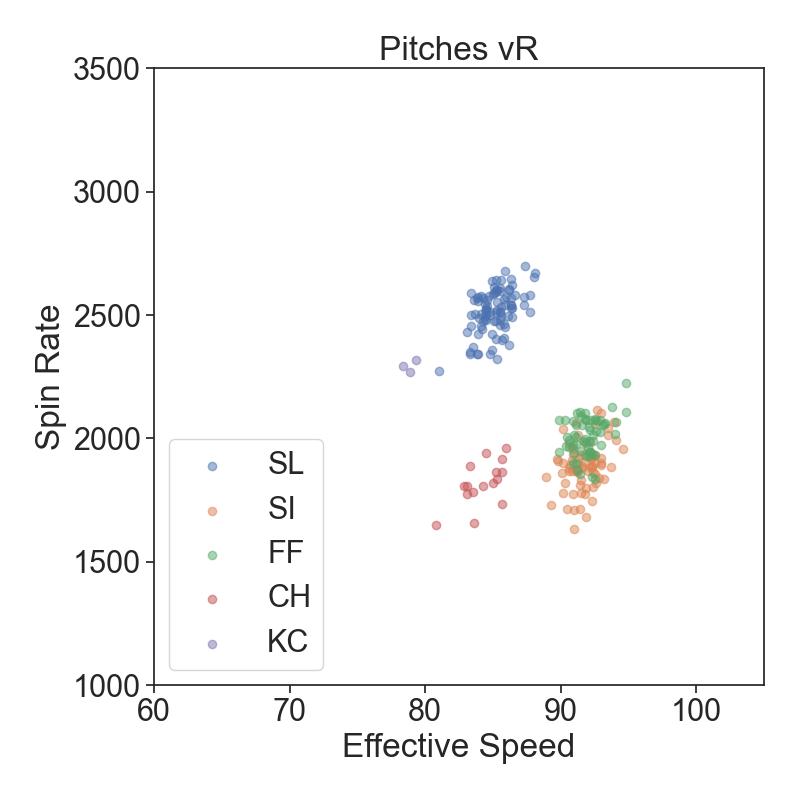 Pitches vR
3500
3000
2500
2000
1500
1000
Spin Rate
SL
SI
FF
CH
KC
60 70 80 90 100
Effective Speed